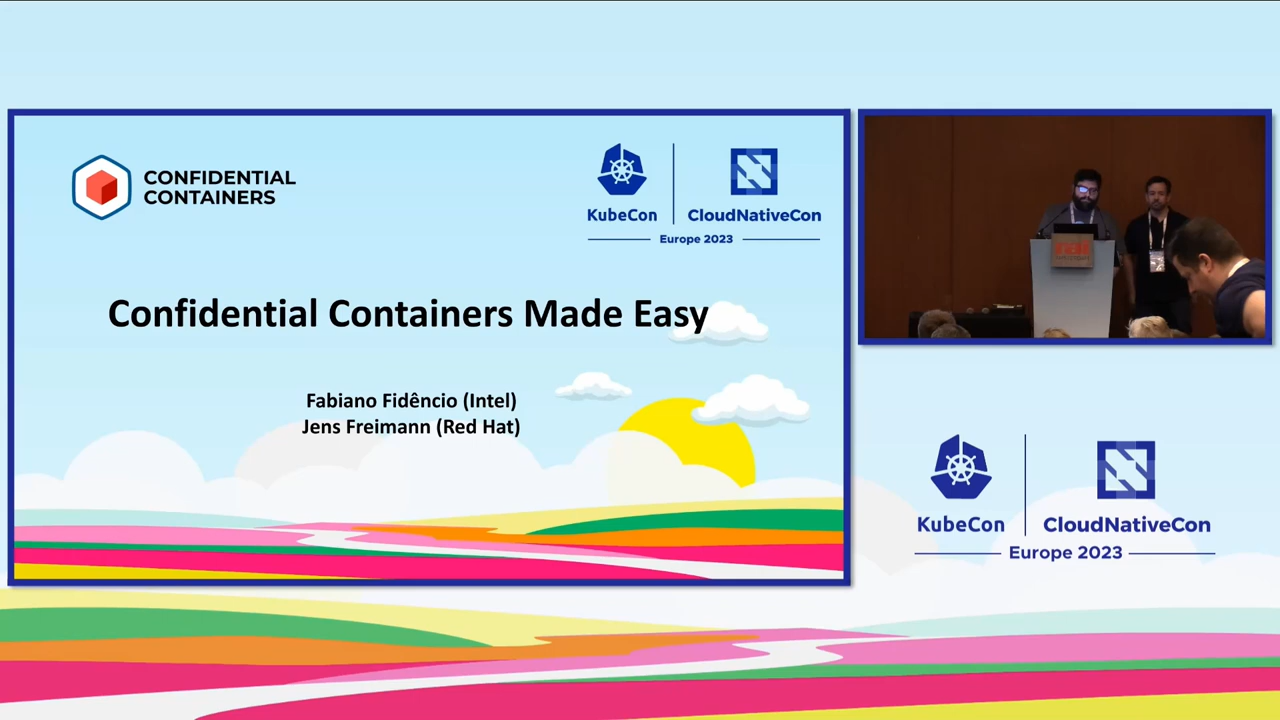 CONFIDENTIAL
CONTAINERS
KubeCon
CloudNativeCon
Europe 2023
Confidential Containers Made Easy
Fabiano Fidêncio (Intel)
Jens Freimann (Red Hat)
rai
KubeCon
CloudNativeCon
Europe 2023